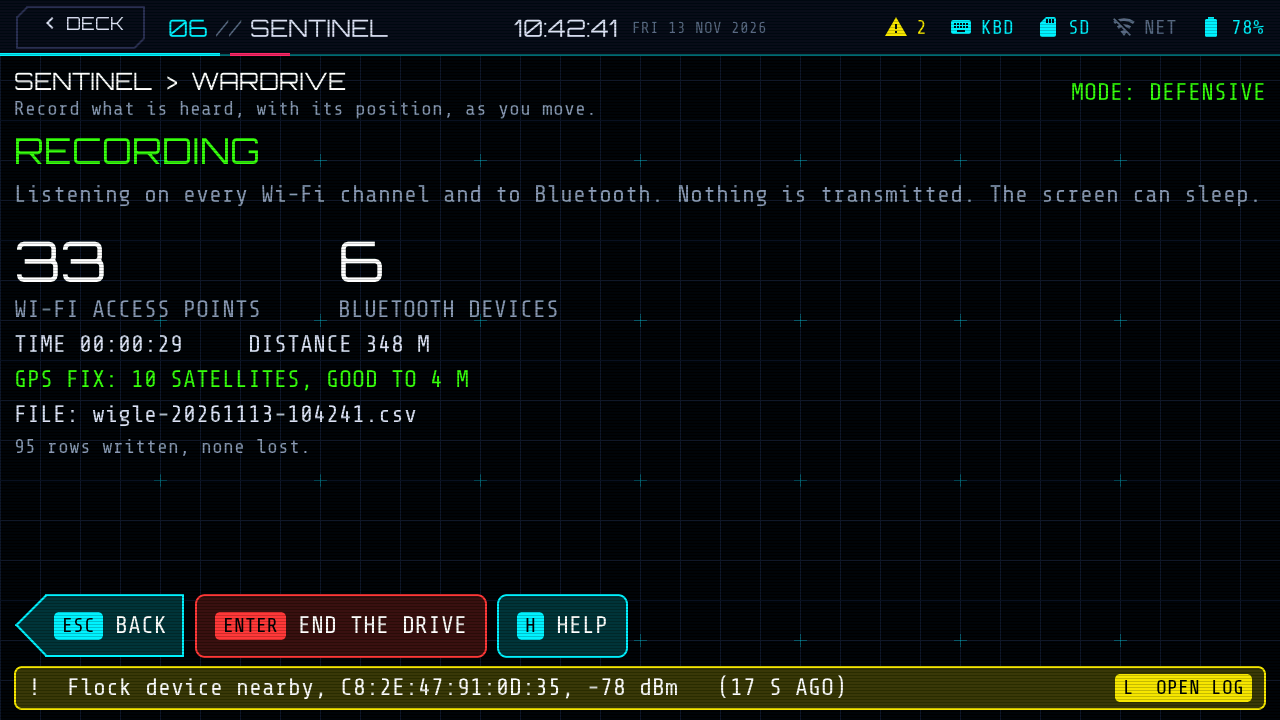 < DECK
06 // SENTINEL
10:42:41 FRI 13 NOV 2026
2 KBD SD NET 78%
SENTINEL > WARDRIVE
Record what is heard, with its position, as you move.
MODE: DEFENSIVE
RECORDING
Listening on every Wi-Fi channel and to Bluetooth. Nothing is transmitted. The screen can sleep.
33 6
WI-FI ACCESS POINTS BLUETOOTH DEVICES
TIME 00:00:29 DISTANCE 348 M
GPS FIX: 10 SATELLITES, GOOD TO 4 M
FILE: wigle-20261113-104241.csv
95 rows written, none lost.
ESC BACK ENTER END THE DRIVE H HELP
! Flock device nearby, C8:2E:47:91:0D:35, -78 dBm (17 S AGO) L OPEN LOG